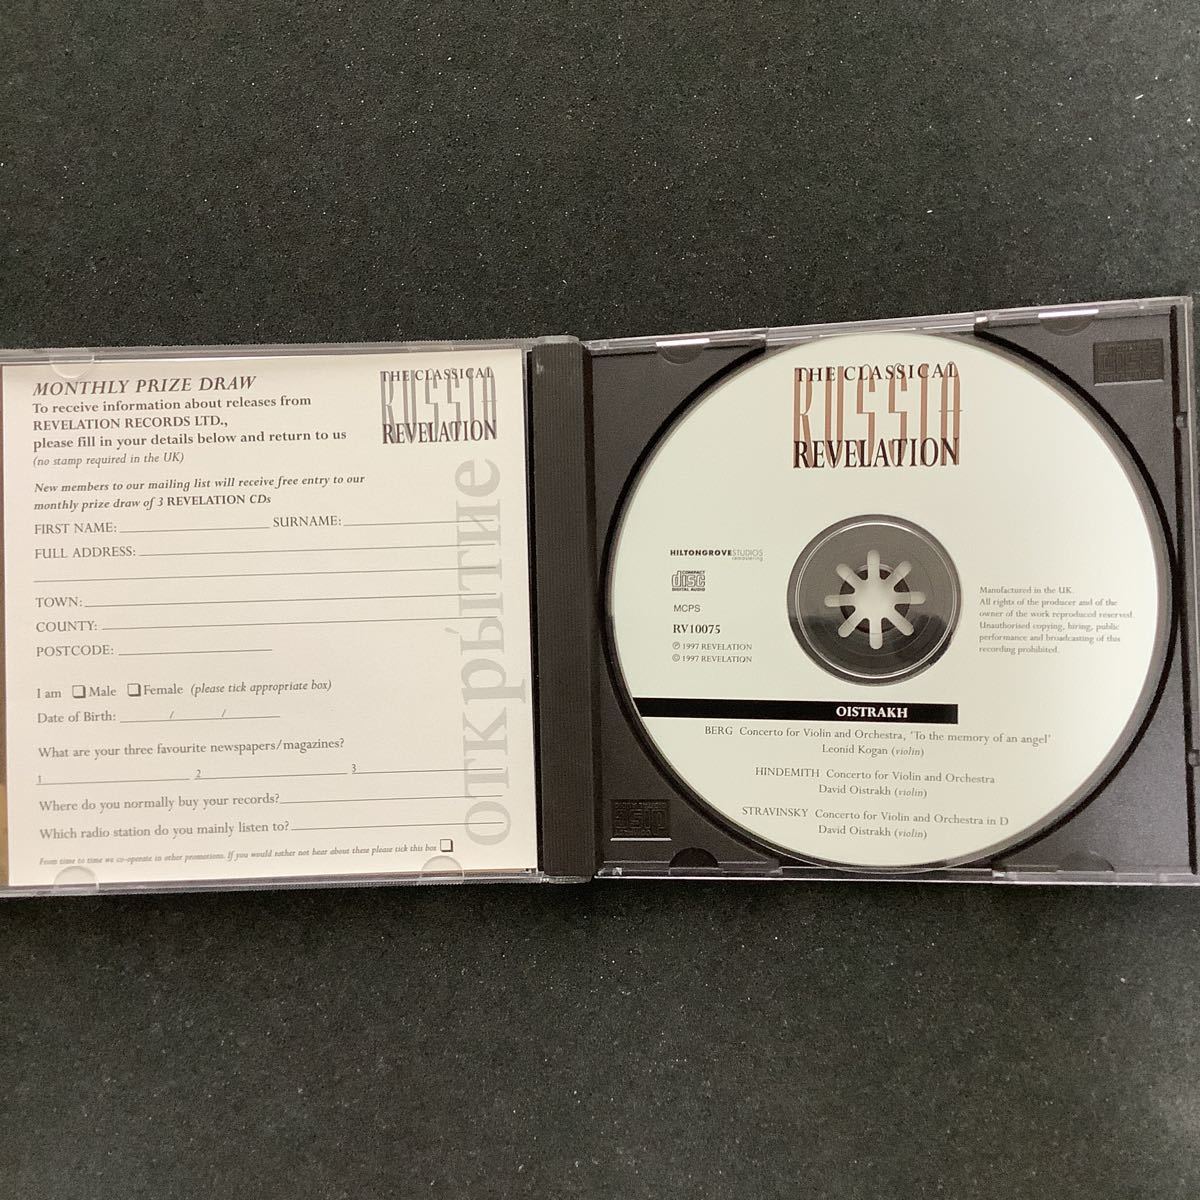 MONTHLY PRIZE DRAW
To receive information about releases from
REVELATION RECORDS LTD.,
please fill in your details below and return to us
(no stamp required in the UK)
New members to our mailing list will receive free entry to our
monthly prize draw of 3 REVELATION CDs
FIRST NAME: SURNAME:
FULL ADDRESS:
TOWN:
COUNTY:
POSTCODE:
I am Male Female (please tick appropriate box)
Date of Birth: / /
What are your three favourite newspapers/magazines?
1 2 3
Where do you normally buy your records?
Which radio station do you mainly listen to?
From time to time we co-operate in other promotions. If you would rather not hear about these please tick this box
THE CLASSICAL
RUSSIA
REVELATION
открытие
THE CLASSICAL
RUSSIA
REVELATION
HILTONGROVESTUDIOS
remastering
COMPACT
disc
DIGITAL AUDIO
MCPS
RV10075
℗ 1997 REVELATION
© 1997 REVELATION
Manufactured in the UK.
All rights of the producer and of the
owner of the work reproduced reserved.
Unauthorised copying, hiring, public
performance and broadcasting of this
recording prohibited.
OISTRAKH
BERG Concerto for Violin and Orchestra, 'To the memory of an angel'
Leonid Kogan (violin)
HINDEMITH Concerto for Violin and Orchestra
David Oistrakh (violin)
STRAVINSKY Concerto for Violin and Orchestra in D
David Oistrakh (violin)